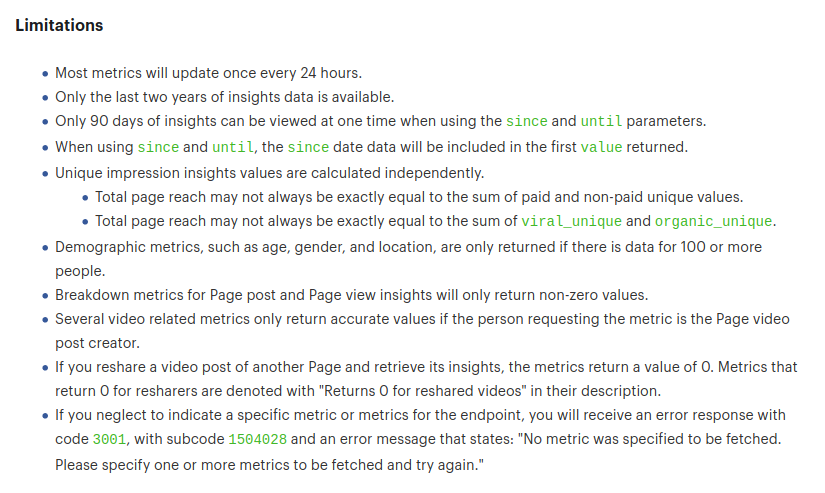 Limitations
Most metrics will update once every 24 hours.
Only the last two years of insights data is available.
Only 90 days of insights can be viewed at one time when using the since and until parameters.
When using since and until, the since date data will be included in the first value returned.
Unique impression insights values are calculated independently.
Total page reach may not always be exactly equal to the sum of paid and non-paid unique values.
Total page reach may not always be exactly equal to the sum of viral_unique and organic_unique.
Demographic metrics, such as age, gender, and location, are only returned if there is data for 100 or more
people.
Breakdown metrics for Page post and Page view insights will only return non-zero values.
Several video related metrics only return accurate values if the person requesting the metric is the Page video
post creator.
If you reshare a video post of another Page and retrieve its insights, the metrics return a value of 0. Metrics that
return 0 for resharers are denoted with "Returns 0 for reshared videos" in their description.
If you neglect to indicate a specific metric or metrics for the endpoint, you will receive an error response with
code 3001, with subcode 1504028 and an error message that states: "No metric was specified to be fetched.
Please specify one or more metrics to be fetched and try again."